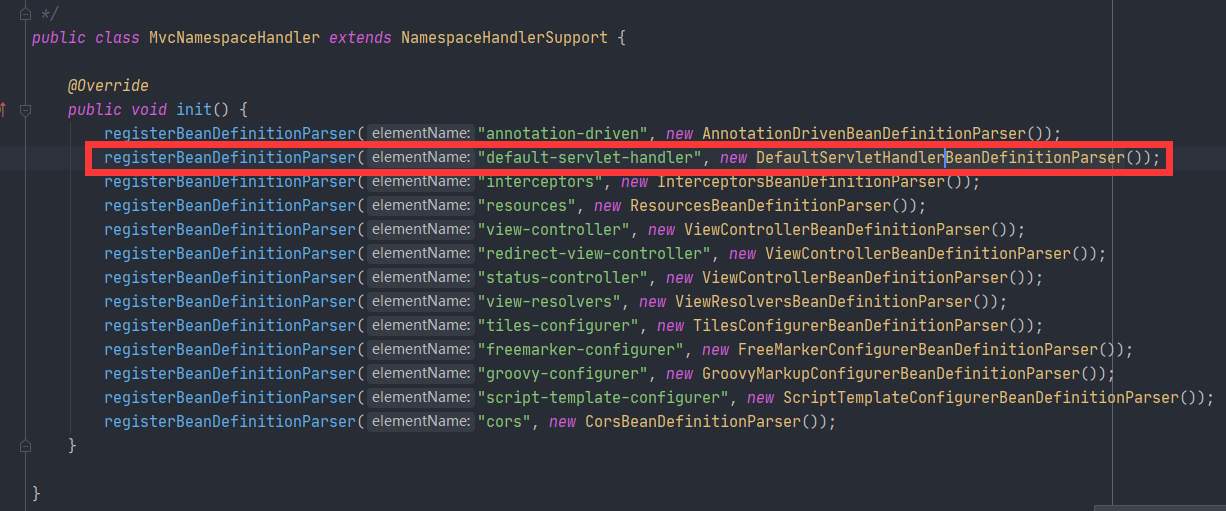 */
public class MvcNamespaceHandler extends NamespaceHandlerSupport {
@Override
public void init() {
registerBeanDefinitionParser( elementName: "annotation-driven", new AnnotationDrivenBeanDefinitionParser());
registerBeanDefinitionParser( elementName: "default-servlet-handler", new DefaultServletHandlerBeanDefinitionParser());
registerBeanDefinitionParser( elementName: "interceptors", new InterceptorsBeanDefinitionParser());
registerBeanDefinitionParser( elementName: "resources", new ResourcesBeanDefinitionParser());
registerBeanDefinitionParser( elementName: "view-controller", new ViewControllerBeanDefinitionParser());
registerBeanDefinitionParser( elementName: "redirect-view-controller", new ViewControllerBeanDefinitionParser());
registerBeanDefinitionParser( elementName: "status-controller", new ViewControllerBeanDefinitionParser());
registerBeanDefinitionParser( elementName: "view-resolvers", new ViewResolversBeanDefinitionParser());
registerBeanDefinitionParser( elementName: "tiles-configurer", new TilesConfigurerBeanDefinitionParser());
registerBeanDefinitionParser( elementName: "freemarker-configurer", new FreeMarkerConfigurerBeanDefinitionParser());
registerBeanDefinitionParser( elementName: "groovy-configurer", new GroovyMarkupConfigurerBeanDefinitionParser());
registerBeanDefinitionParser( elementName: "script-template-configurer", new ScriptTemplateConfigurerBeanDefinitionParser());
registerBeanDefinitionParser( elementName: "cors", new CorsBeanDefinitionParser());
}
}